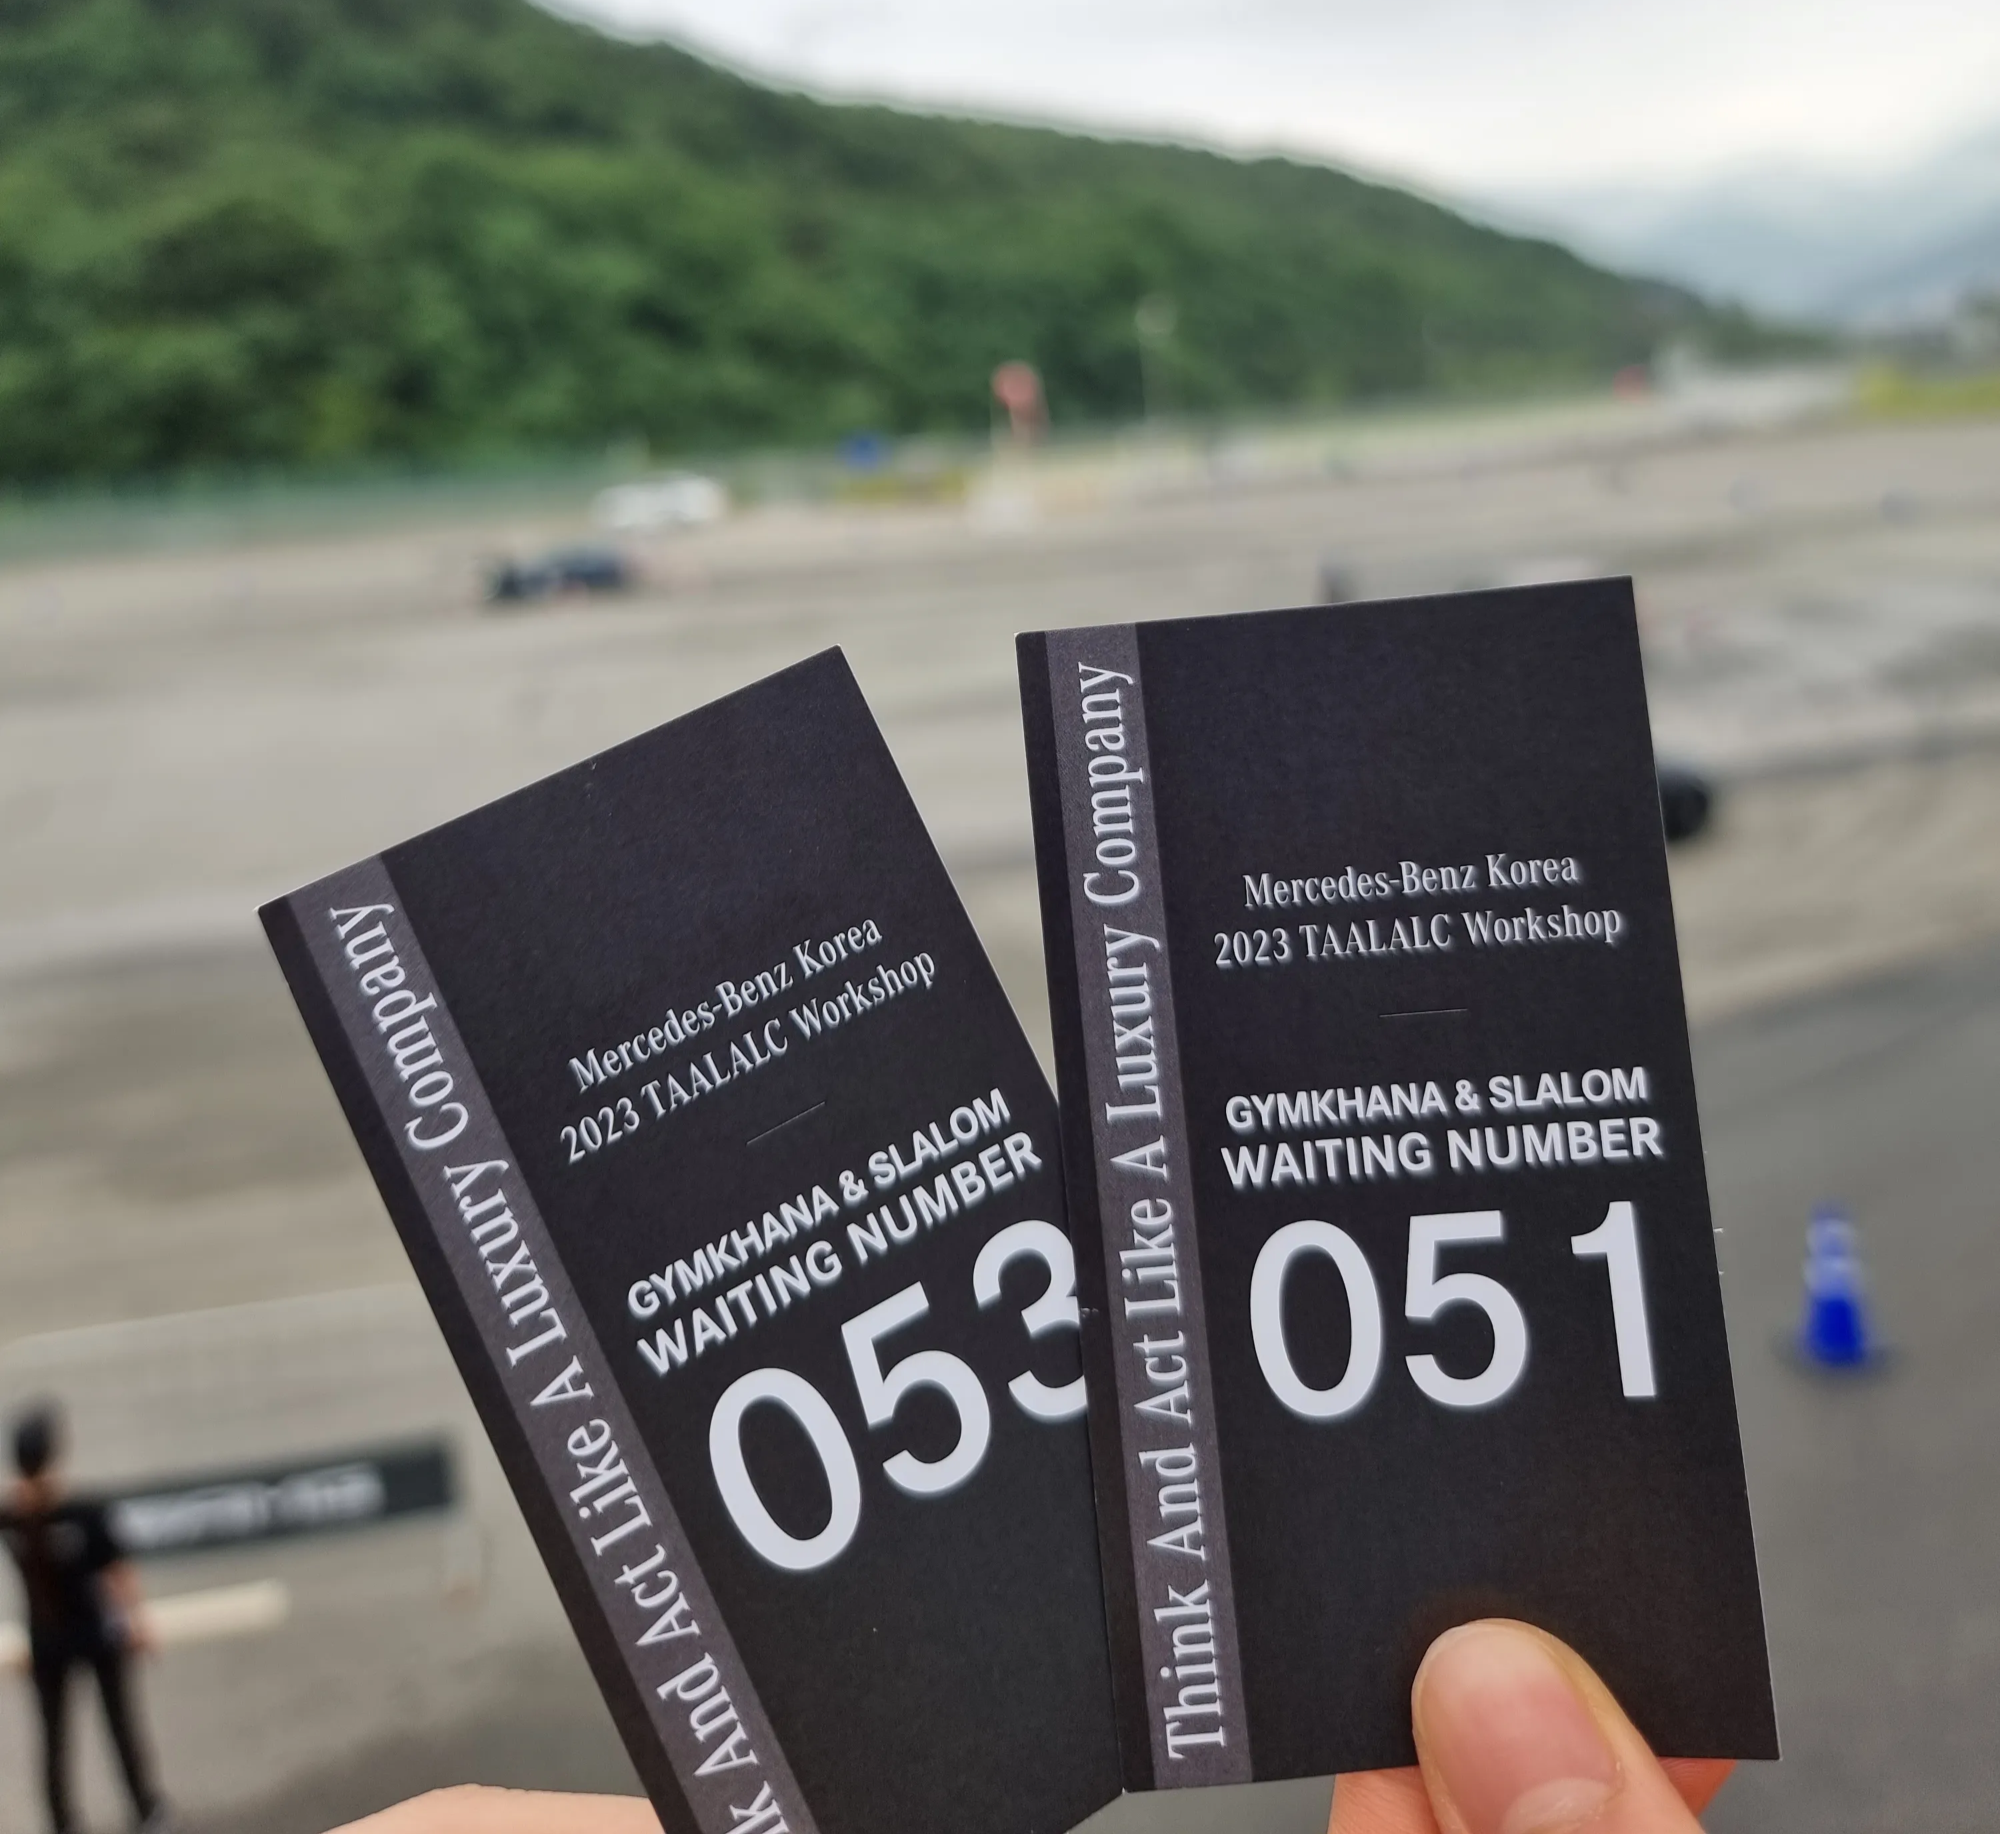 Think And Act Like A Luxury Company
Mercedes-Benz Korea
2023 TAALALC Workshop
GYMKHANA & SLALOM
WAITING NUMBER
053
Think And Act Like A Luxury Company
Mercedes-Benz Korea
2023 TAALALC Workshop
GYMKHANA & SLALOM
WAITING NUMBER
051